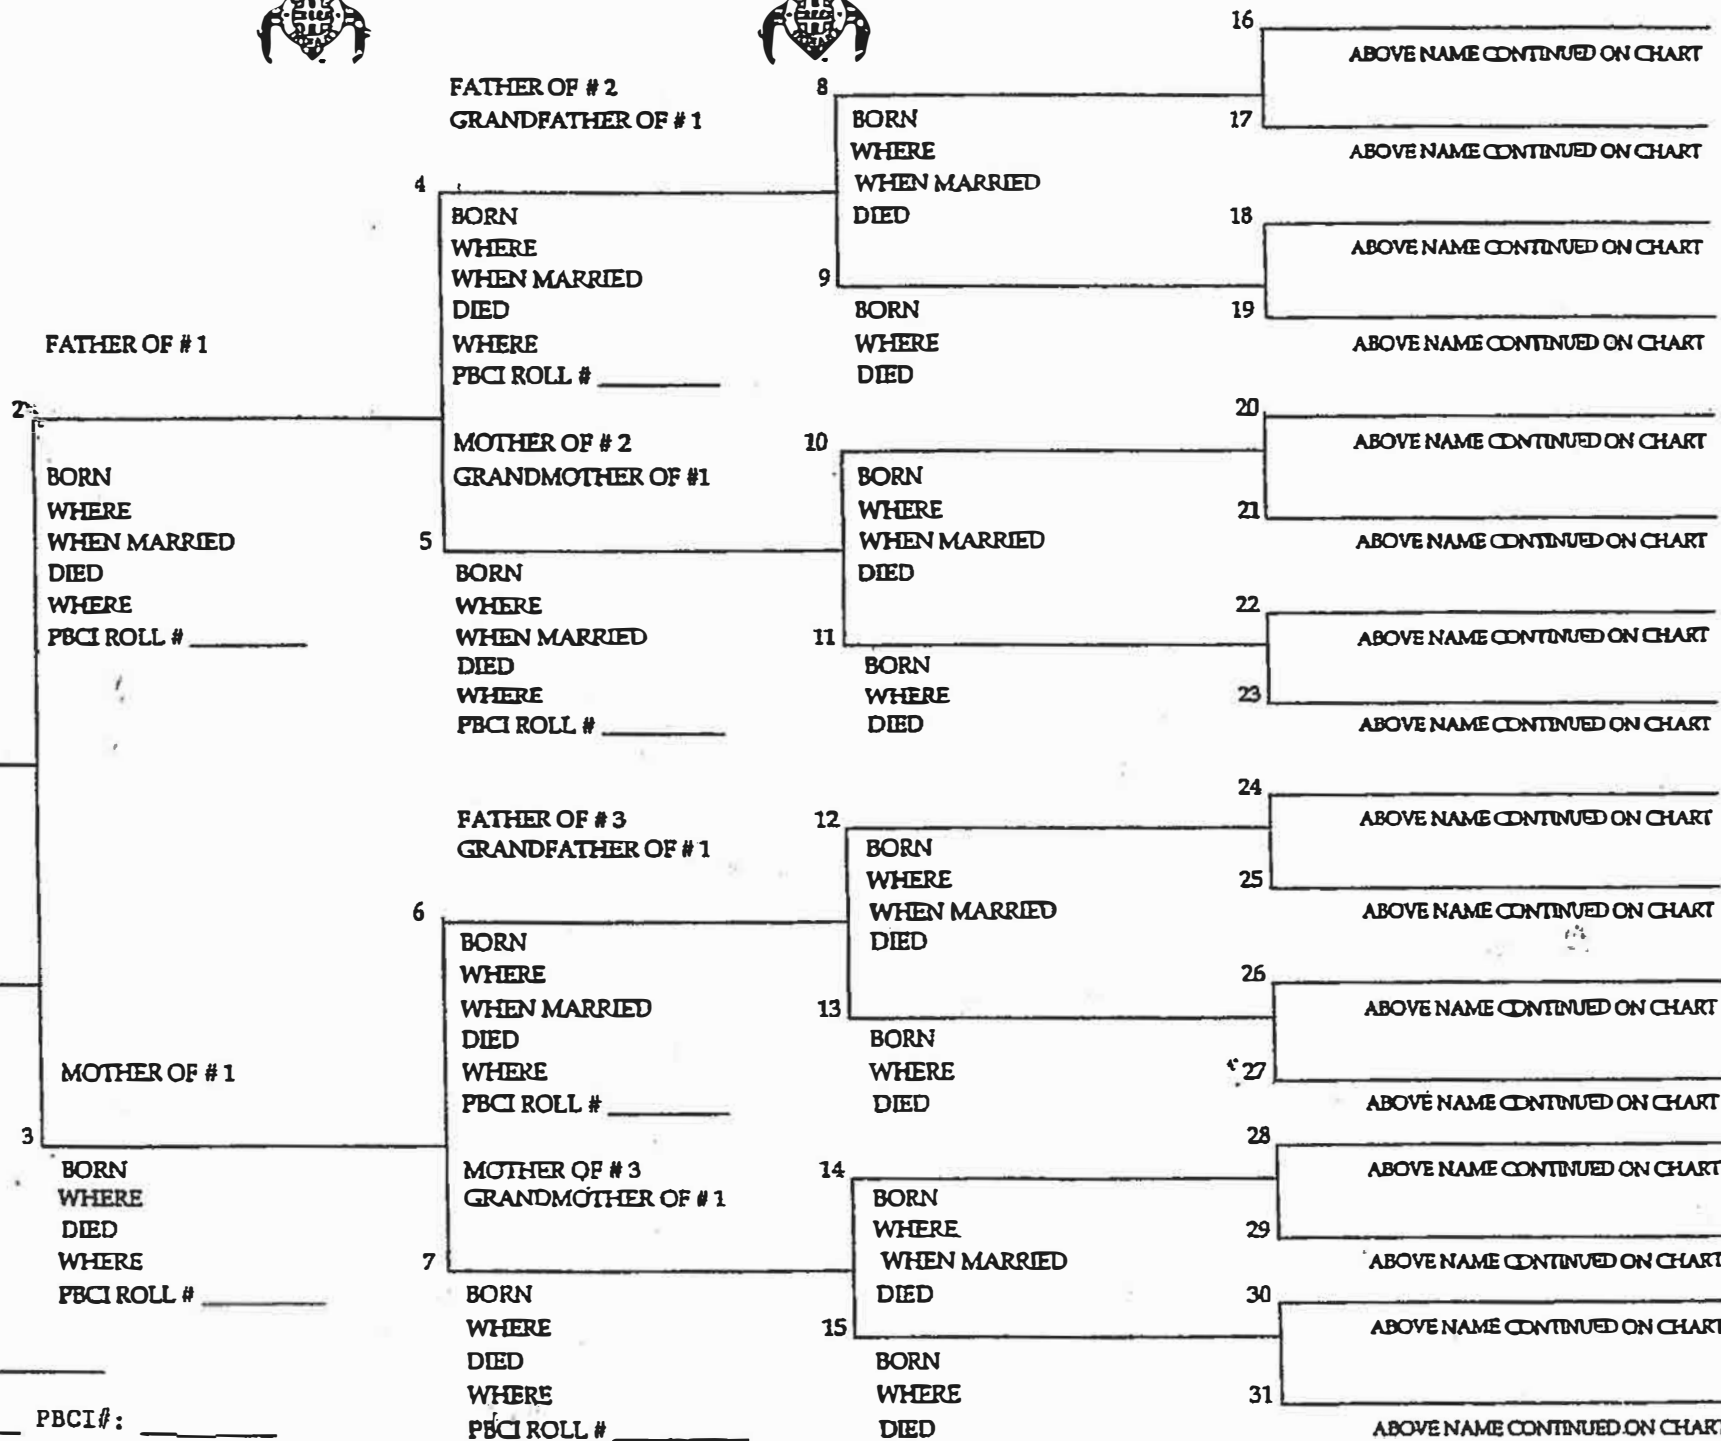 FATHER OF # 1
2
BORN
WHERE
WHEN MARRIED
DIED
WHERE
PBCI ROLL # __________
MOTHER OF # 1
3
BORN
WHERE
DIED
WHERE
PBCI ROLL # __________
PBCI#: __________
FATHER OF # 2
GRANDFATHER OF # 1
4
BORN
WHERE
WHEN MARRIED
DIED
WHERE
PBCI ROLL # __________
MOTHER OF # 2
GRANDMOTHER OF #1
5
BORN
WHERE
WHEN MARRIED
DIED
WHERE
PBCI ROLL # __________
FATHER OF # 3
GRANDFATHER OF # 1
6
BORN
WHERE
WHEN MARRIED
DIED
WHERE
PBCI ROLL # __________
MOTHER OF # 3
GRANDMOTHER OF # 1
7
BORN
WHERE
DIED
WHERE
PBCI ROLL # __________
8
BORN
WHERE
WHEN MARRIED
DIED
9
BORN
WHERE
DIED
10
BORN
WHERE
WHEN MARRIED
DIED
11
BORN
WHERE
DIED
12
BORN
WHERE
WHEN MARRIED
DIED
13
BORN
WHERE
DIED
14
BORN
WHERE
WHEN MARRIED
DIED
15
BORN
WHERE
DIED
16
ABOVE NAME CONTINUED ON CHART
17
ABOVE NAME CONTINUED ON CHART
18
ABOVE NAME CONTINUED ON CHART
19
ABOVE NAME CONTINUED ON CHART
20
ABOVE NAME CONTINUED ON CHART
21
ABOVE NAME CONTINUED ON CHART
22
ABOVE NAME CONTINUED ON CHART
23
ABOVE NAME CONTINUED ON CHART
24
ABOVE NAME CONTINUED ON CHART
25
ABOVE NAME CONTINUED ON CHART
26
ABOVE NAME CONTINUED ON CHART
27
ABOVE NAME CONTINUED ON CHART
28
ABOVE NAME CONTINUED ON CHART
29
ABOVE NAME CONTINUED ON CHART
30
ABOVE NAME CONTINUED ON CHART
31
ABOVE NAME CONTINUED ON CHART